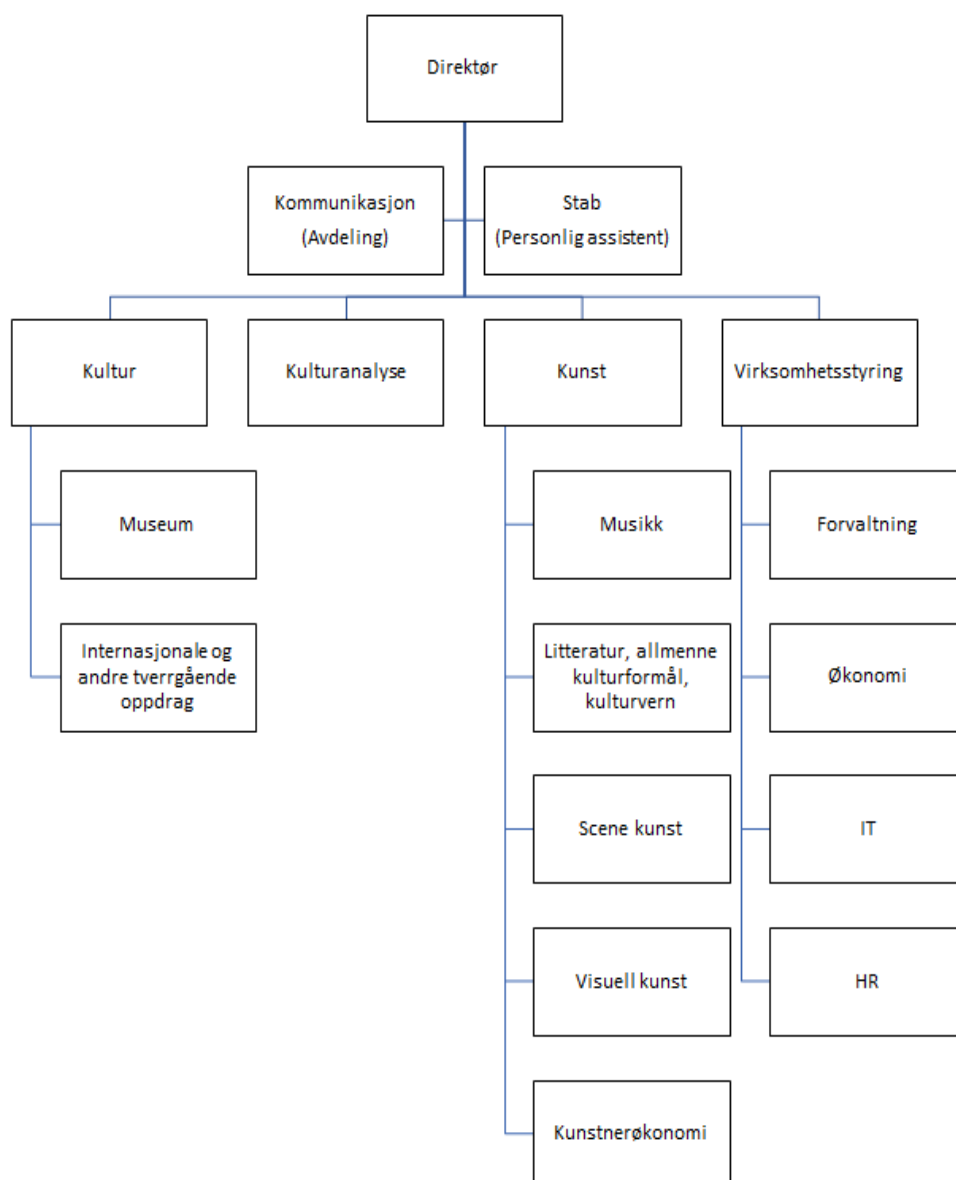 Direktør
Kommunikasjon
(Avdeling)
Stab
(Personlig assistent)
Kultur
Kulturanalyse
Kunst
Virksomhetsstyring
Museum
Internasjonale og
andre tverrgående
oppdrag
Musikk
Litteratur, allmenne
kulturformål,
kulturvern
Scene kunst
Visuell kunst
Kunstnerøkonomi
Forvaltning
Økonomi
IT
HR